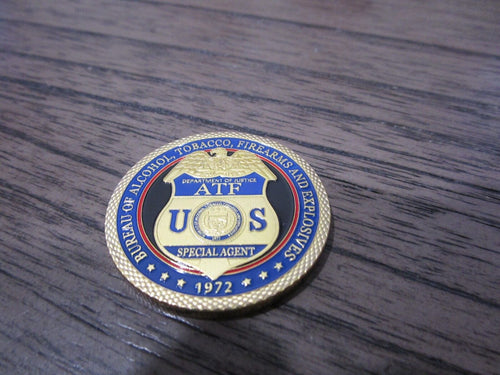 BUREAU OF ALCOHOL, TOBACCO, FIREARMS AND EXPLOSIVES
DEPARTMENT OF JUSTICE
ATF
U S
SPECIAL AGENT
1972